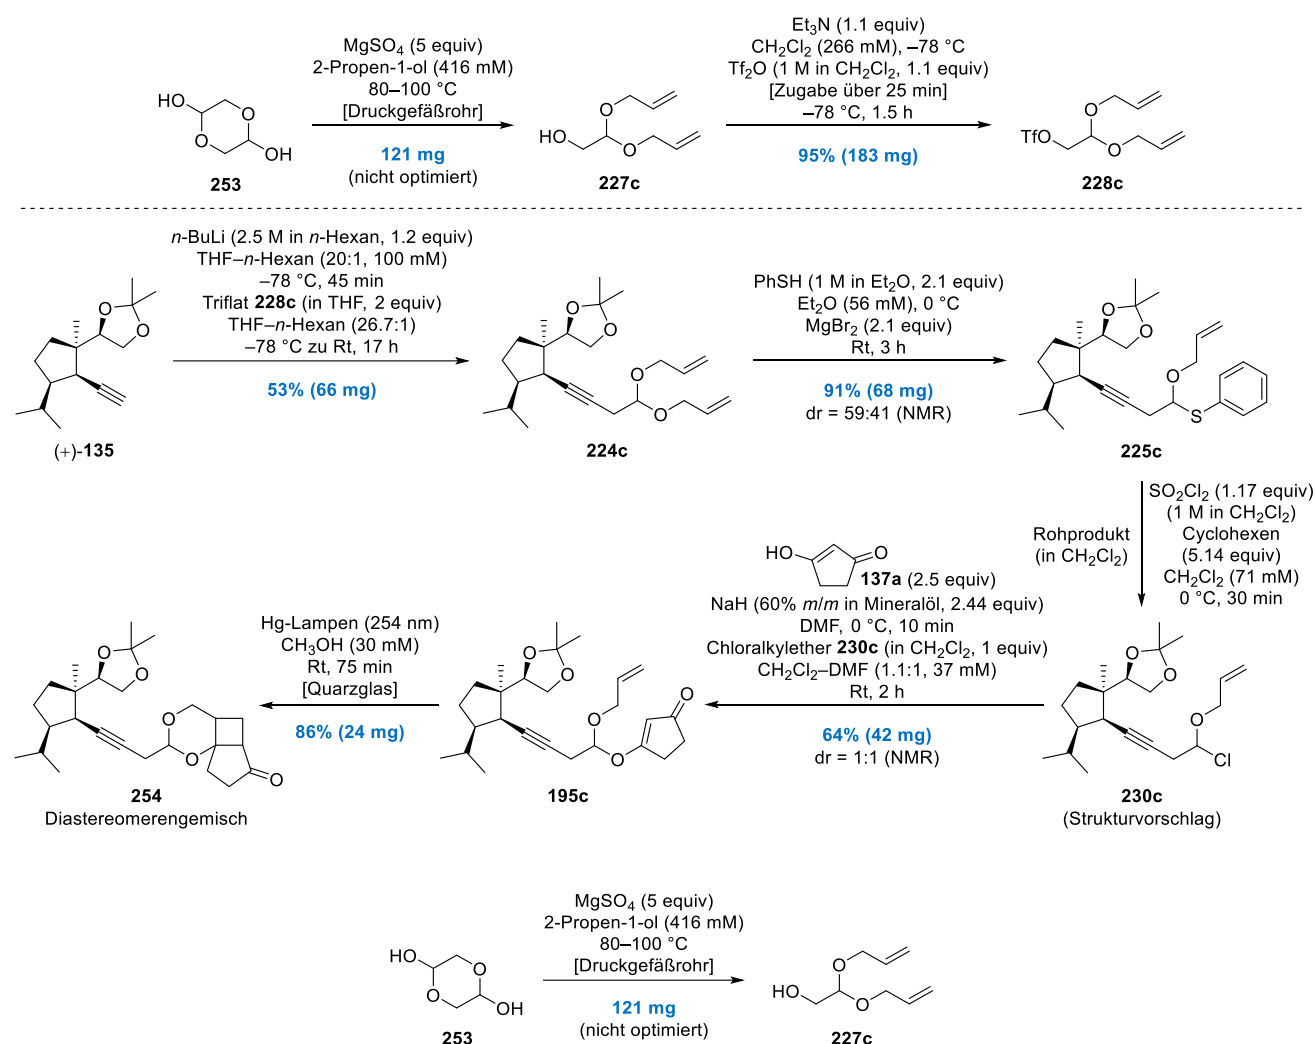 MgSO4 (5 equiv)
2-Propen-1-ol (416 mM)
80–100 °C
[Druckgefäßrohr]
121 mg
(nicht optimiert)
HO
O
O
OH
253
HO
O
O
227c
Et3N (1.1 equiv)
CH2Cl2 (266 mM), –78 °C
Tf2O (1 M in CH2Cl2, 1.1 equiv)
[Zugabe über 25 min]
–78 °C, 1.5 h
95% (183 mg)
TfO
O
O
228c
O
O
(+)-135
n-BuLi (2.5 M in n-Hexan, 1.2 equiv)
THF–n-Hexan (20:1, 100 mM)
–78 °C, 45 min
Triflat 228c (in THF, 2 equiv)
THF–n-Hexan (26.7:1)
–78 °C zu Rt, 17 h
53% (66 mg)
O
O
O
O
224c
PhSH (1 M in Et2O, 2.1 equiv)
Et2O (56 mM), 0 °C
MgBr2 (2.1 equiv)
Rt, 3 h
91% (68 mg)
dr = 59:41 (NMR)
O
O
O
S
225c
Rohprodukt
(in CH2Cl2)
SO2Cl2 (1.17 equiv)
(1 M in CH2Cl2)
Cyclohexen
(5.14 equiv)
CH2Cl2 (71 mM)
0 °C, 30 min
O
O
O
Cl
230c
(Strukturvorschlag)
HO
O
137a (2.5 equiv)
NaH (60% m/m in Mineralöl, 2.44 equiv)
DMF, 0 °C, 10 min
Chloralkylether 230c (in CH2Cl2, 1 equiv)
CH2Cl2–DMF (1.1:1, 37 mM)
Rt, 2 h
64% (42 mg)
dr = 1:1 (NMR)
O
O
O
O
O
195c
Hg-Lampen (254 nm)
CH3OH (30 mM)
Rt, 75 min
[Quarzglas]
86% (24 mg)
O
O
O
O
O
254
Diastereomerengemisch
MgSO4 (5 equiv)
2-Propen-1-ol (416 mM)
80–100 °C
[Druckgefäßrohr]
121 mg
(nicht optimiert)
HO
O
O
OH
253
HO
O
O
227c